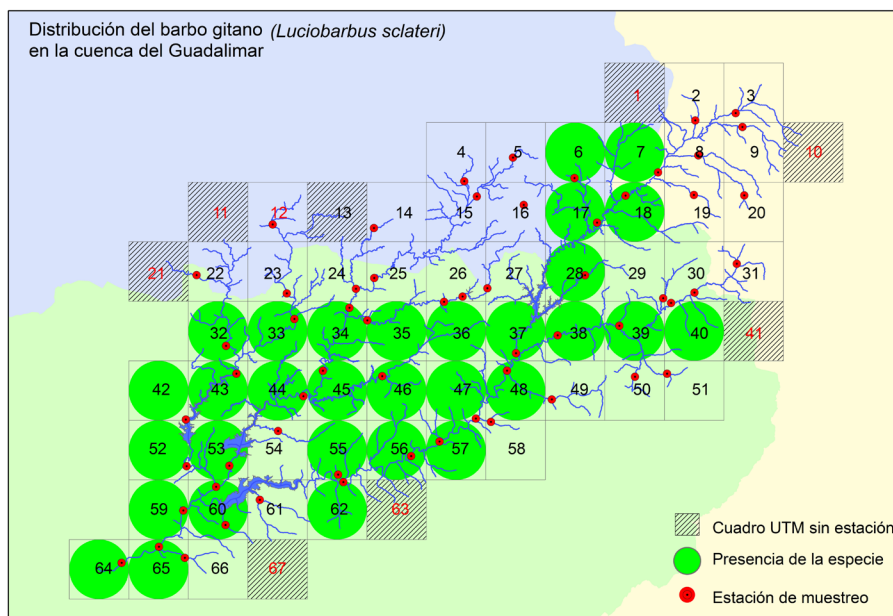 Distribución del barbo gitano (Luciobarbus sclateri)
en la cuenca del Guadalimar
1 2 3
4 5 6 7 8 9 10
11 12 13 14 15 16 17 18 19 20
21 22 23 24 25 26 27 28 29 30 31
32 33 34 35 36 37 38 39 40 41
42 43 44 45 46 47 48 49 50 51
52 53 54 55 56 57 58
59 60 61 62 63
64 65 66 67
Cuadro UTM sin estación
Presencia de la especie
Estación de muestreo